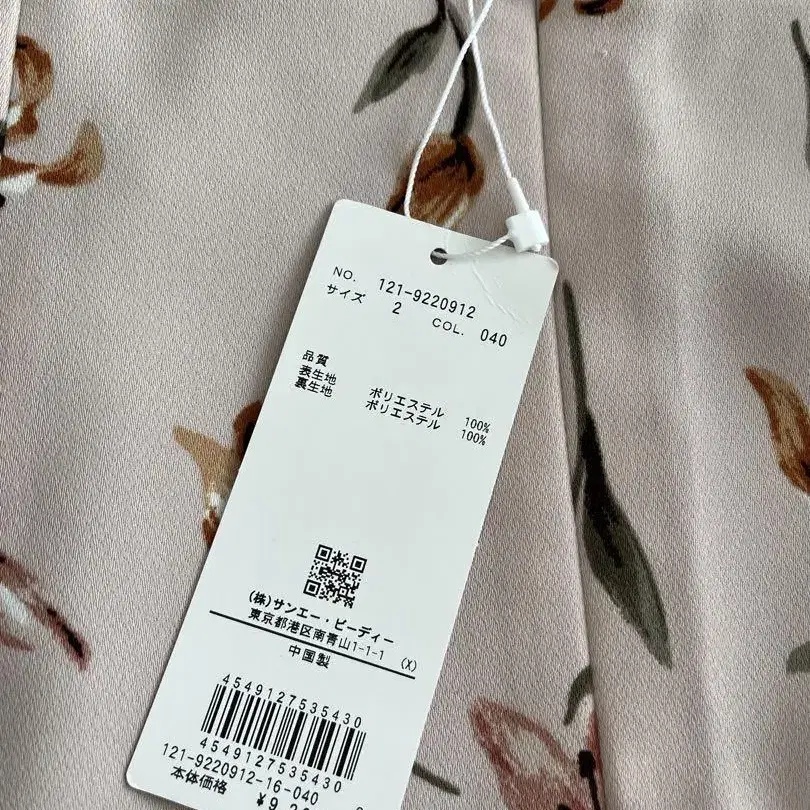 NO. 121-9220912
サイズ 2 COL. 040
品質
表生地 ポリエステル 100%
裏生地 ポリエステル 100%
(株)サンエー・ビーディー
東京都港区南青山1-1-1 (X)
中国製
4549127535430
4549127535430
121-9220912-16-040
本体価格